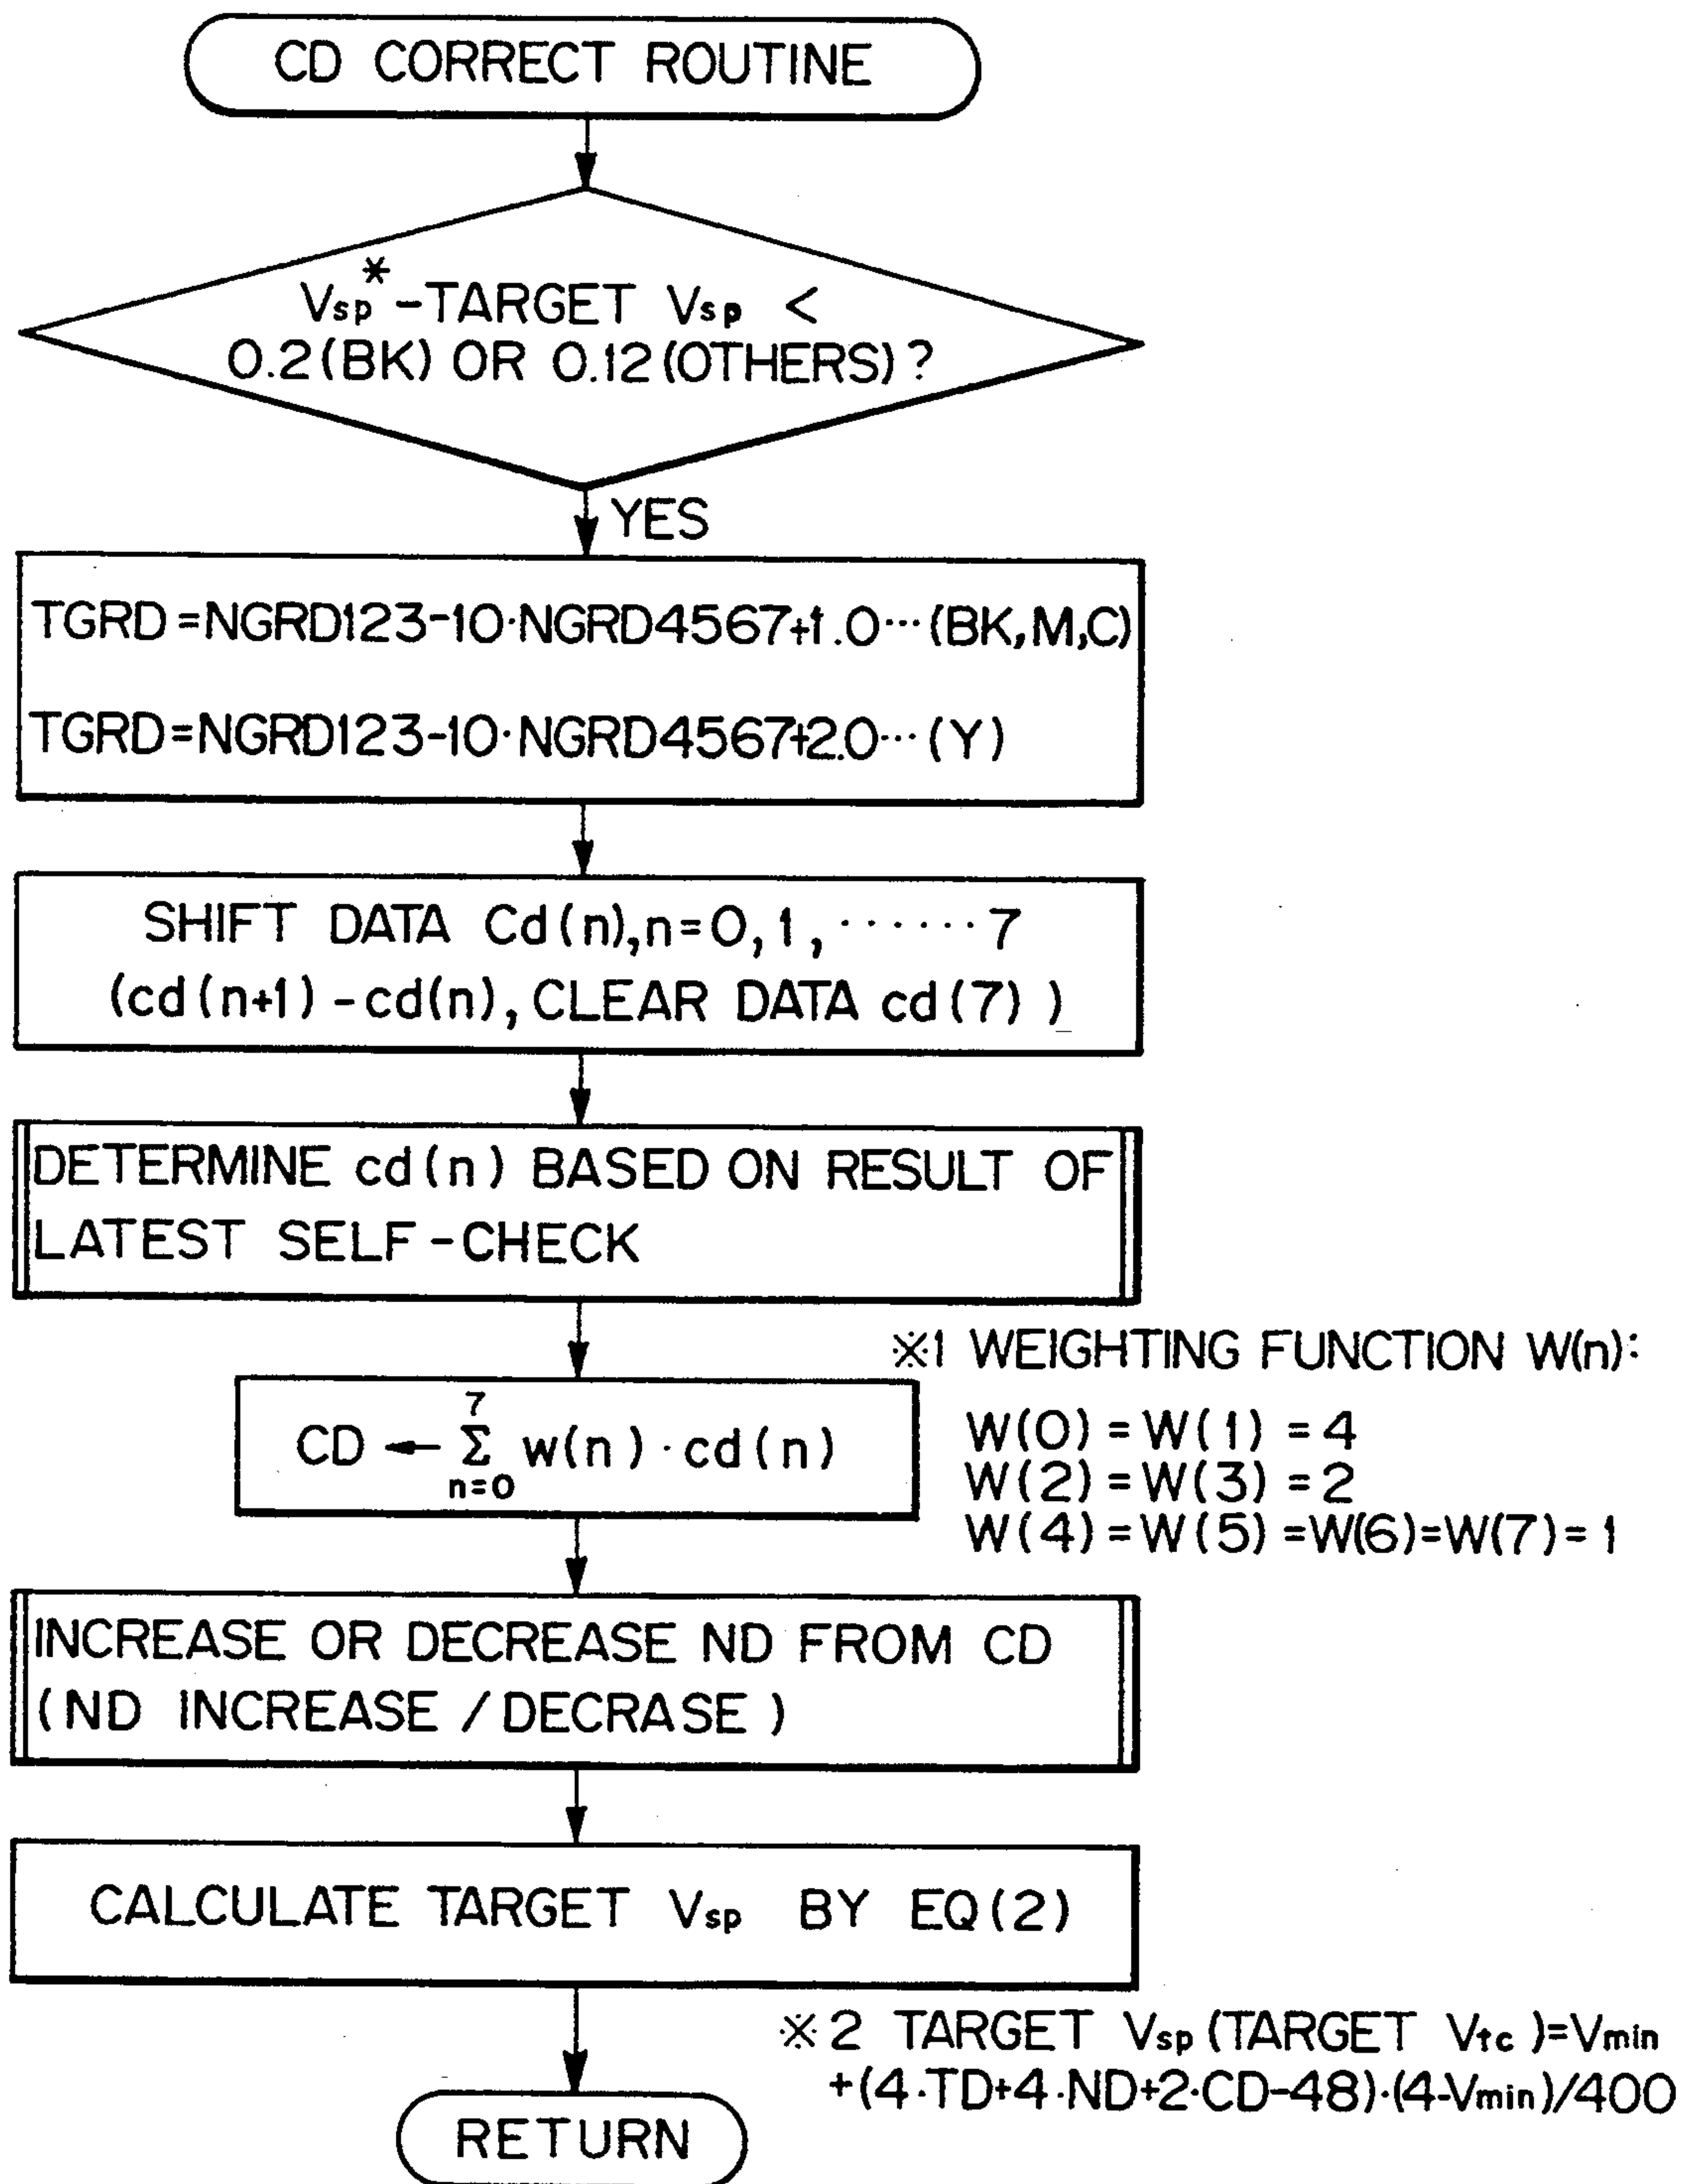 CD CORRECT ROUTINE
Vsp* -TARGET Vsp <
0.2(BK) OR 0.12(OTHERS)?
YES
TGRD=NGRD123-10·NGRD4567+1.0···(BK,M,C)
TGRD=NGRD123-10·NGRD4567+2.0···(Y)
SHIFT DATA Cd(n),n=0,1,·······7
(cd(n+1)-cd(n),CLEAR DATA cd(7))
DETERMINE cd(n) BASED ON RESULT OF
LATEST SELF-CHECK
※1 WEIGHTING FUNCTION W(n):
7
CD ← Σ w(n)·cd(n)
n=0
W(0)=W(1)=4
W(2)=W(3)=2
W(4)=W(5)=W(6)=W(7)=1
INCREASE OR DECREASE ND FROM CD
(ND INCREASE/DECRASE)
CALCULATE TARGET Vsp BY EQ(2)
※2 TARGET Vsp(TARGET Vtc)=Vmin
+(4·TD+4·ND+2·CD-48)·(4-Vmin)/400
RETURN